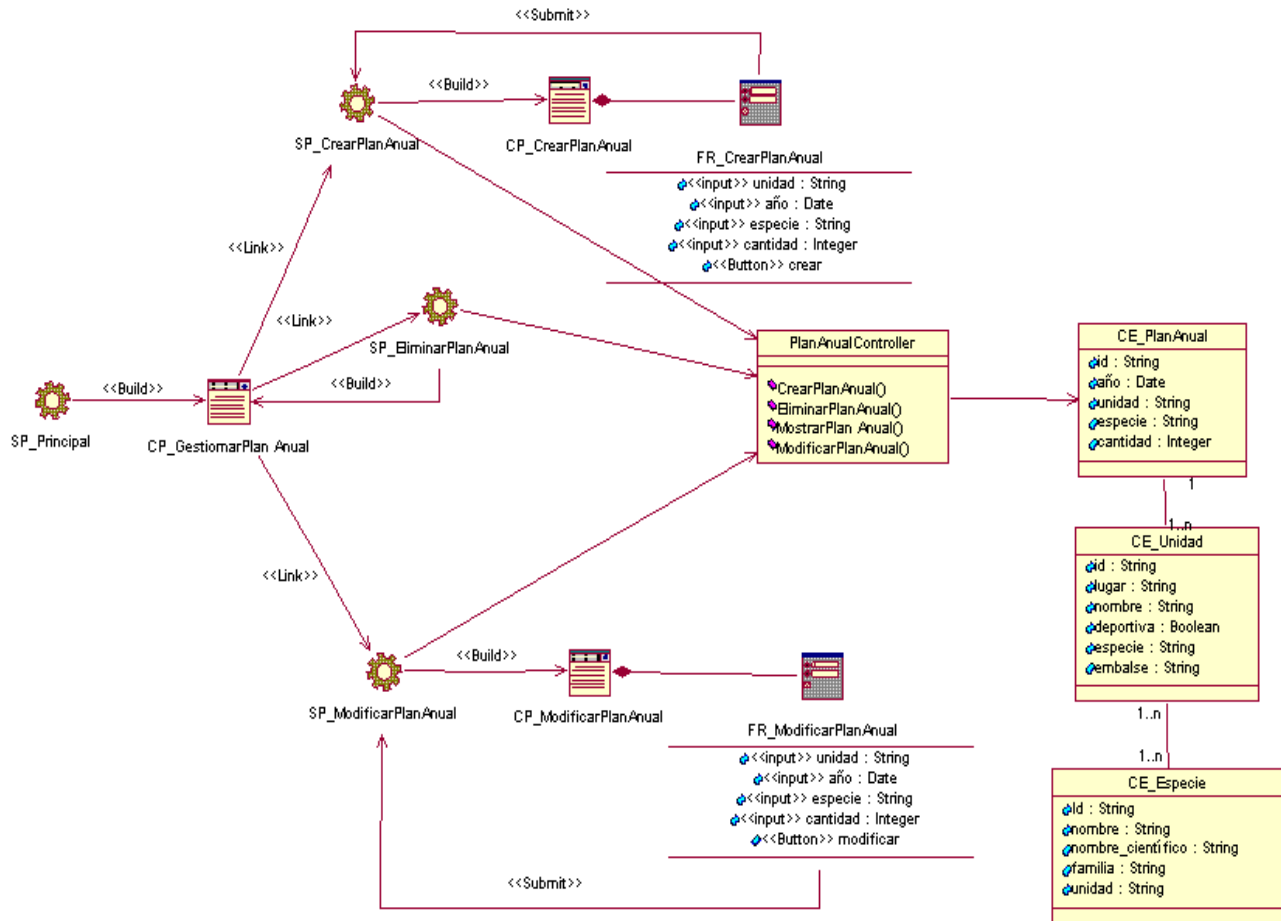 <<Submit>>
<<Build>>
SP_CrearPlanAnual
CP_CrearPlanAnual
FR_CrearPlanAnual
<<input>> unidad : String
<<input>> año : Date
<<input>> especie : String
<<input>> cantidad : Integer
<<Button>> crear
<<Link>>
<<Link>>
SP_EliminarPlanAnual
<<Build>>
<<Build>>
SP_Principal
CP_GestiomarPlan Anual
PlanAnualController
CrearPlanAnual()
EliminarPlanAnual()
MostrarPlan Anual()
ModificarPlanAnual()
CE_PlanAnual
id : String
año : Date
unidad : String
especie : String
cantidad : Integer
1
1..n
CE_Unidad
id : String
lugar : String
nombre : String
deportiva : Boolean
especie : String
embalse : String
1..n
1..n
CE_Especie
Id : String
nombre : String
nombre_científico : String
familia : String
unidad : String
<<Link>>
<<Build>>
SP_ModificarPlanAnual
CP_ModificarPlanAnual
FR_ModificarPlanAnual
<<input>> unidad : String
<<input>> año : Date
<<input>> especie : String
<<input>> cantidad : Integer
<<Button>> modificar
<<Submit>>